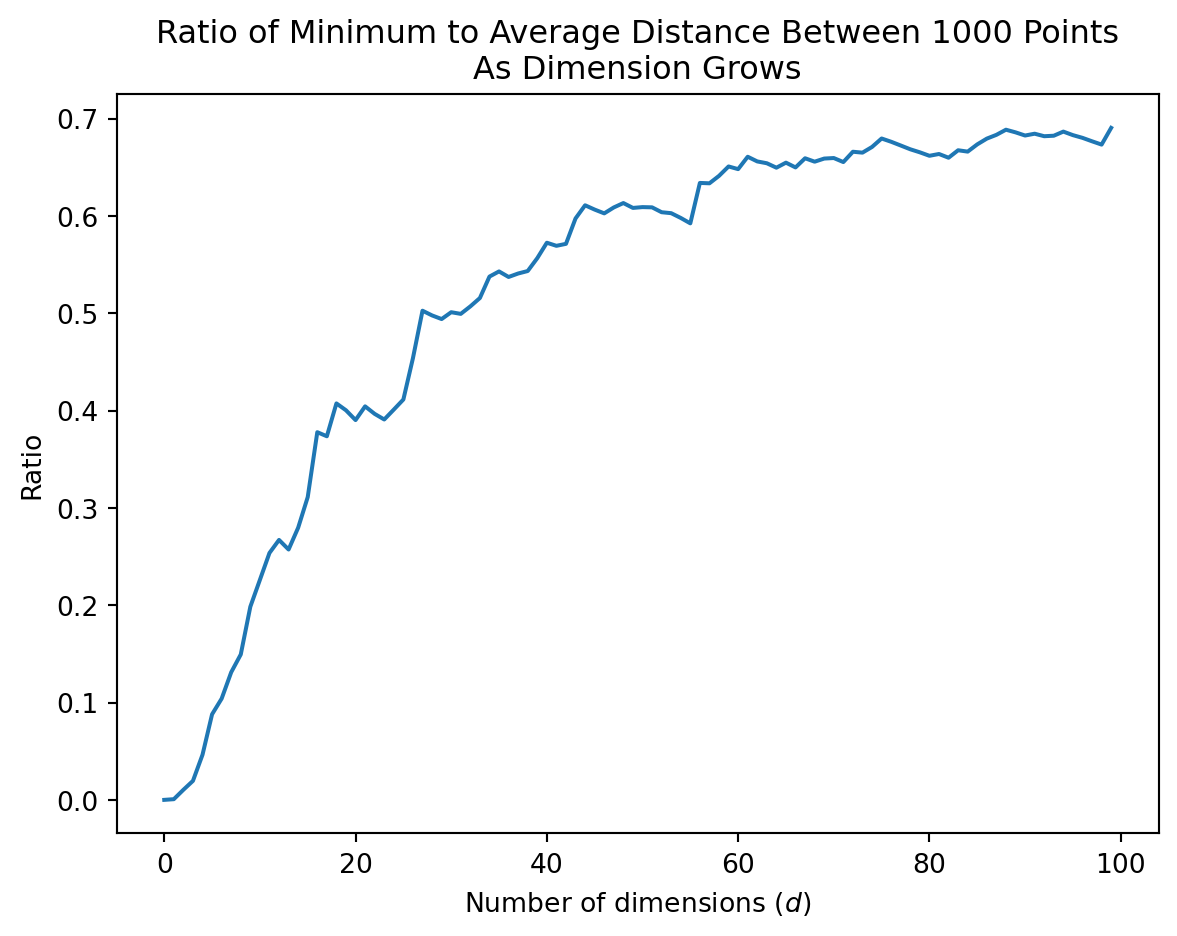 Ratio of Minimum to Average Distance Between 1000 Points
As Dimension Grows
0.7
0.6
0.5
0.4
0.3
0.2
0.1
0.0
Ratio
0 20 40 60 80 100
Number of dimensions (d)